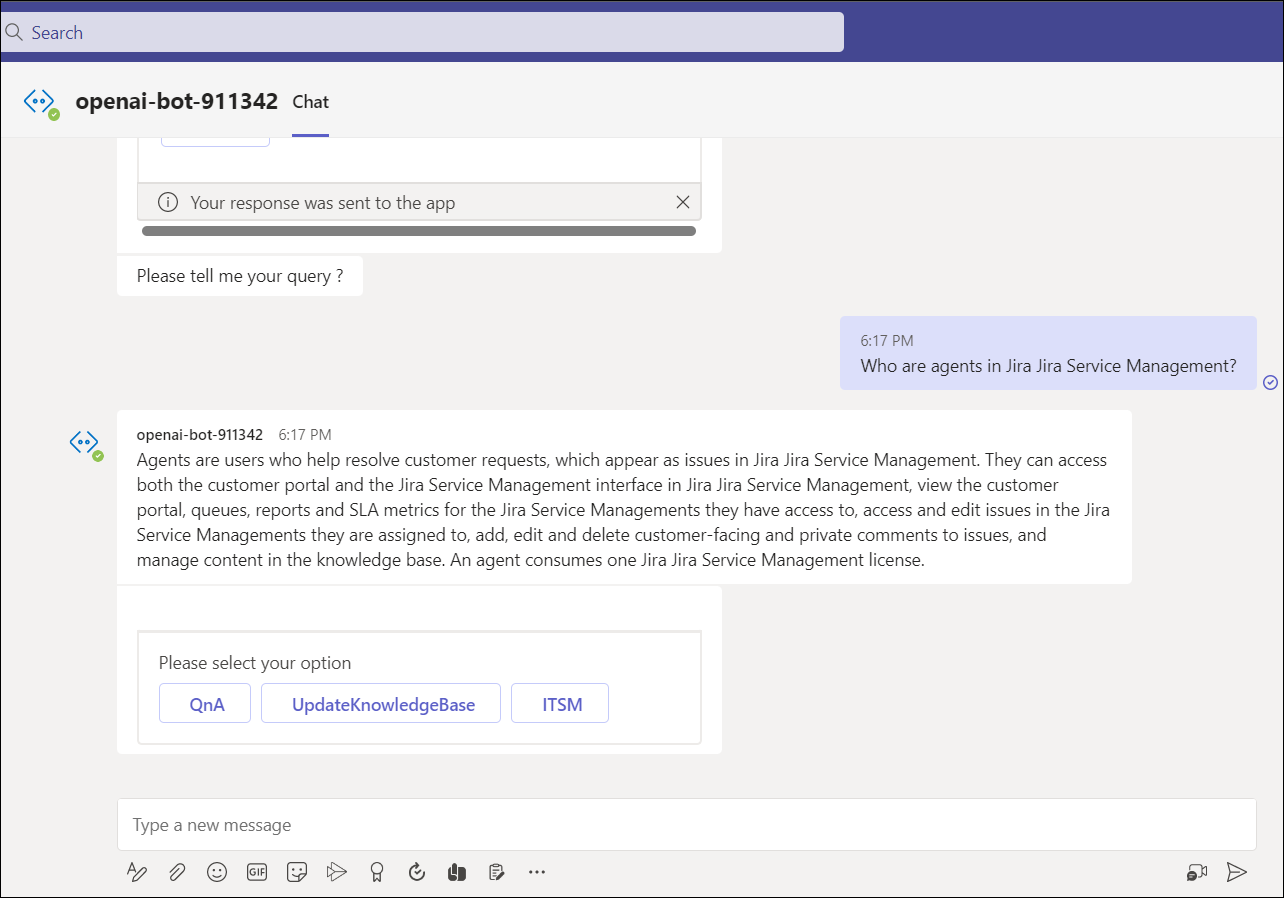 Search
openai-bot-911342 Chat
Your response was sent to the app
Please tell me your query ?
6:17 PM
Who are agents in Jira Jira Service Management?
openai-bot-911342 6:17 PM
Agents are users who help resolve customer requests, which appear as issues in Jira Jira Service Management. They can access
both the customer portal and the Jira Service Management interface in Jira Jira Service Management, view the customer
portal, queues, reports and SLA metrics for the Jira Service Managements they have access to, access and edit issues in the Jira
Service Managements they are assigned to, add, edit and delete customer-facing and private comments to issues, and
manage content in the knowledge base. An agent consumes one Jira Jira Service Management license.
Please select your option
QnA UpdateKnowledgeBase ITSM
Type a new message
GIF